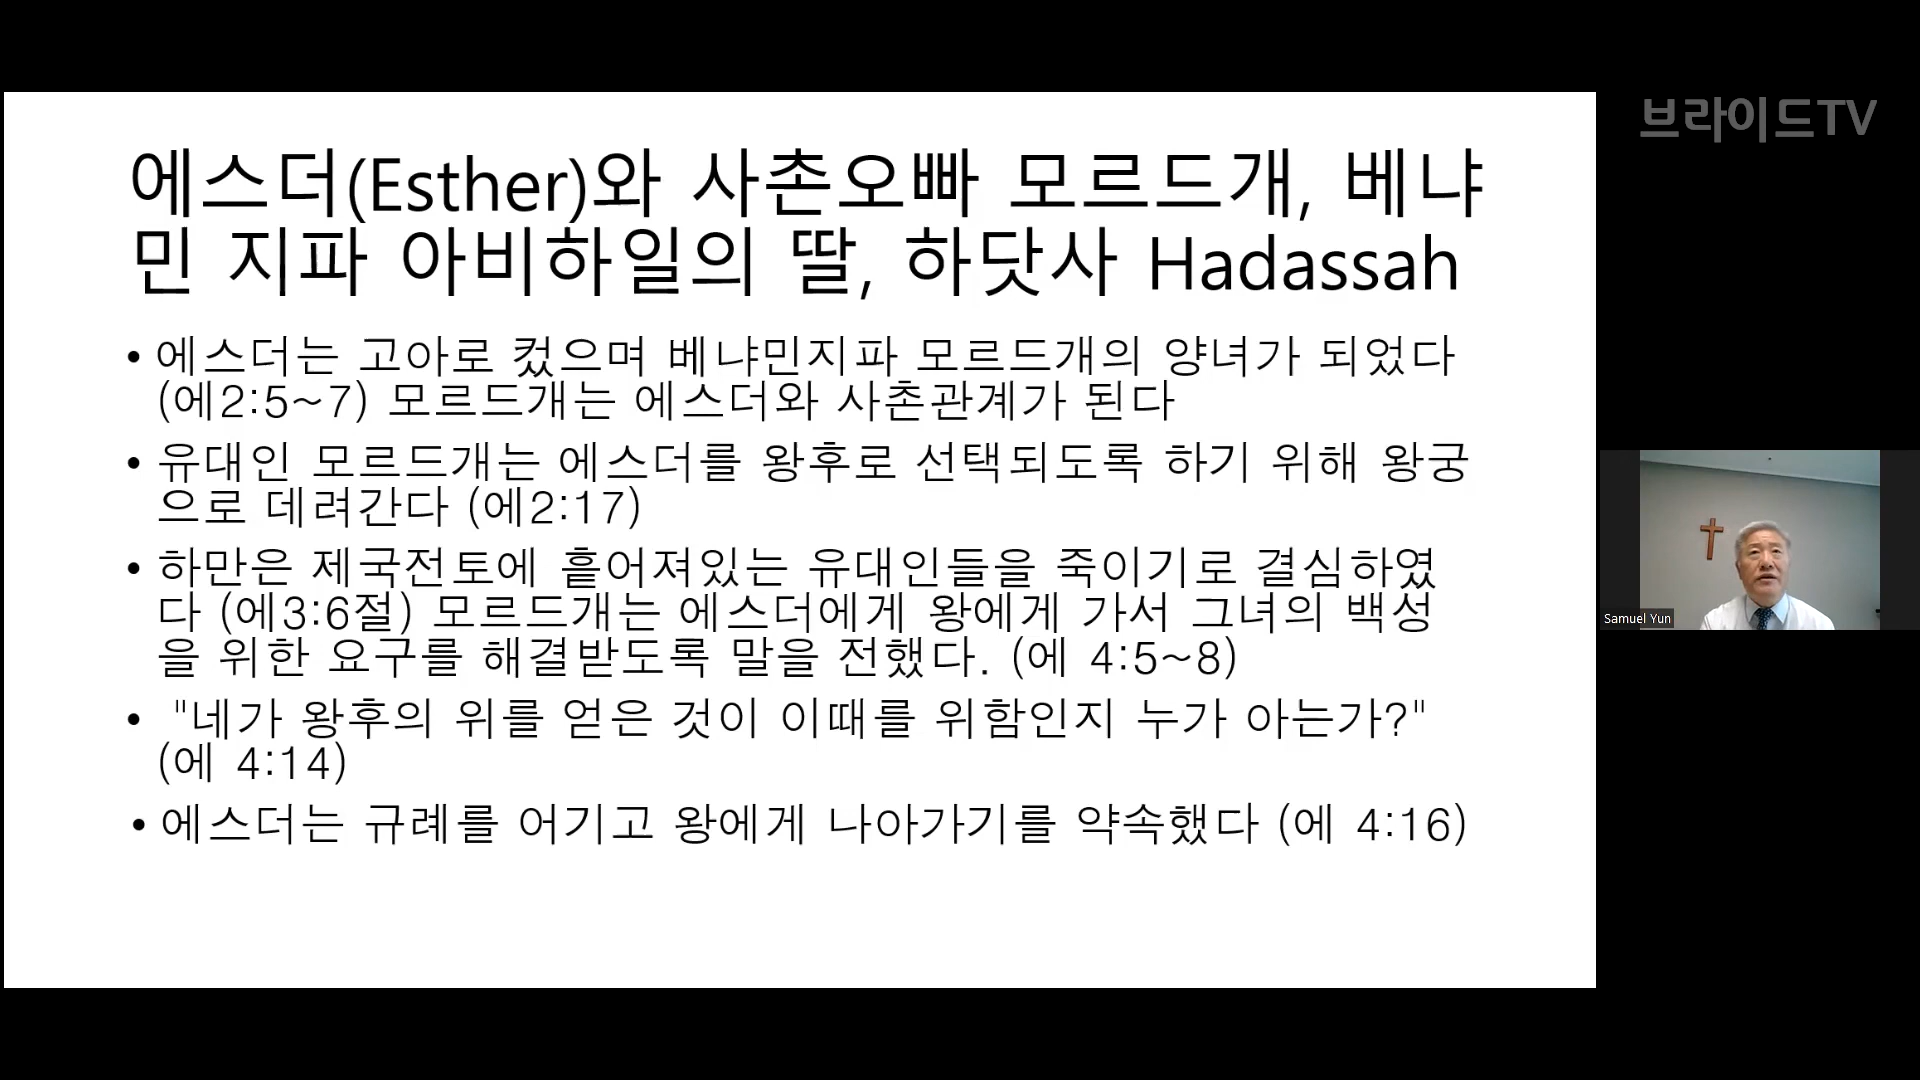 에스더(Esther)와 사촌오빠 모르드개, 베냐
민 지파 아비하일의 딸, 하닷사 Hadassah
• 에스더는 고아로 컸으며 베냐민지파 모르드개의 양녀가 되었다
(에2:5~7) 모르드개는 에스더와 사촌관계가 된다
• 유대인 모르드개는 에스더를 왕후로 선택되도록 하기 위해 왕궁
으로 데려간다 (에2:17)
• 하만은 제국전토에 흩어져있는 유대인들을 죽이기로 결심하였
다 (에3:6절) 모르드개는 에스더에게 왕에게 가서 그녀의 백성
을 위한 요구를 해결받도록 말을 전했다. (에 4:5~8)
• "네가 왕후의 위를 얻은 것이 이때를 위함인지 누가 아는가?"
(에 4:14)
• 에스더는 규례를 어기고 왕에게 나아가기를 약속했다 (에 4:16)
브라이드TV
Samuel Yun